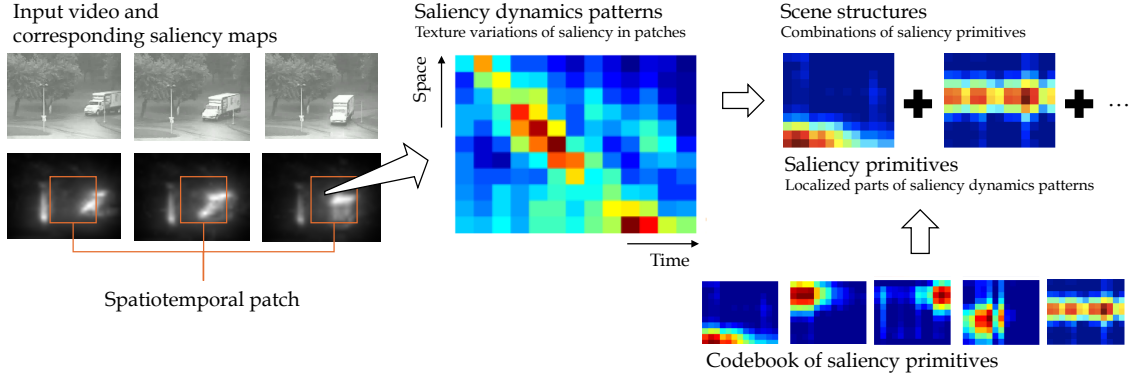 Input video and
corresponding saliency maps
Spatiotemporal patch
Saliency dynamics patterns
Texture variations of saliency in patches
Space
Time
Scene structures
Combinations of saliency primitives
...
Saliency primitives
Localized parts of saliency dynamics patterns
Codebook of saliency primitives